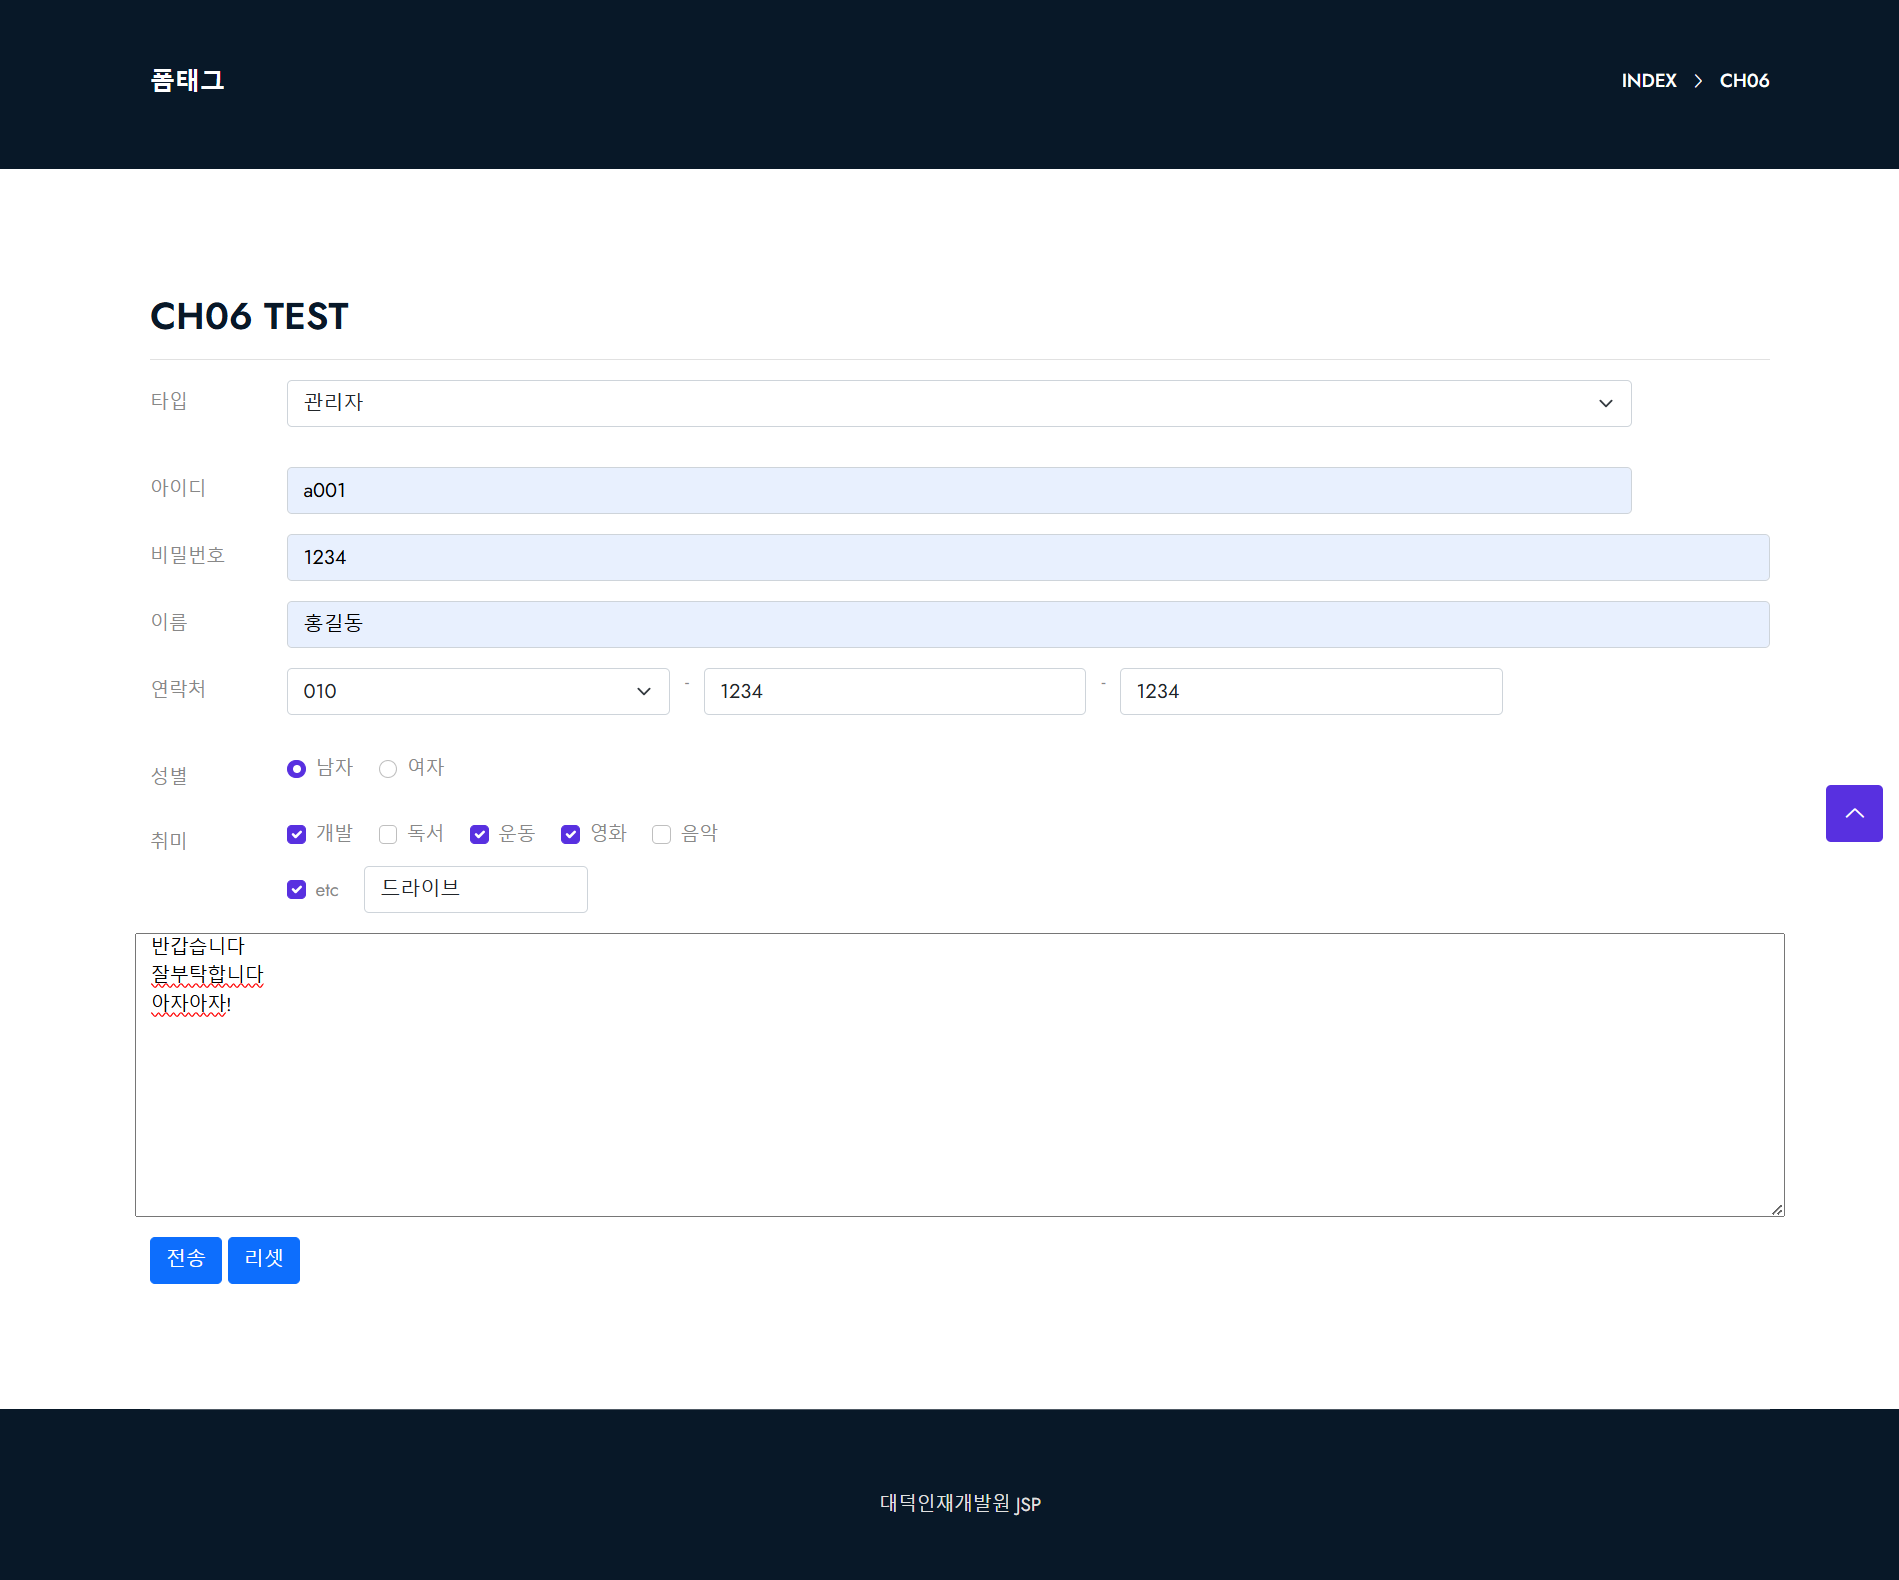 폼태그
INDEX > CH06
CH06 TEST
타입 관리자
아이디 a001
비밀번호 1234
이름 홍길동
연락처 010 - 1234 - 1234
성별 남자 여자
취미 개발 독서 운동 영화 음악
etc 드라이브
반갑습니다
잘부탁합니다
아자아자!
전송 리셋
대덕인재개발원 JSP